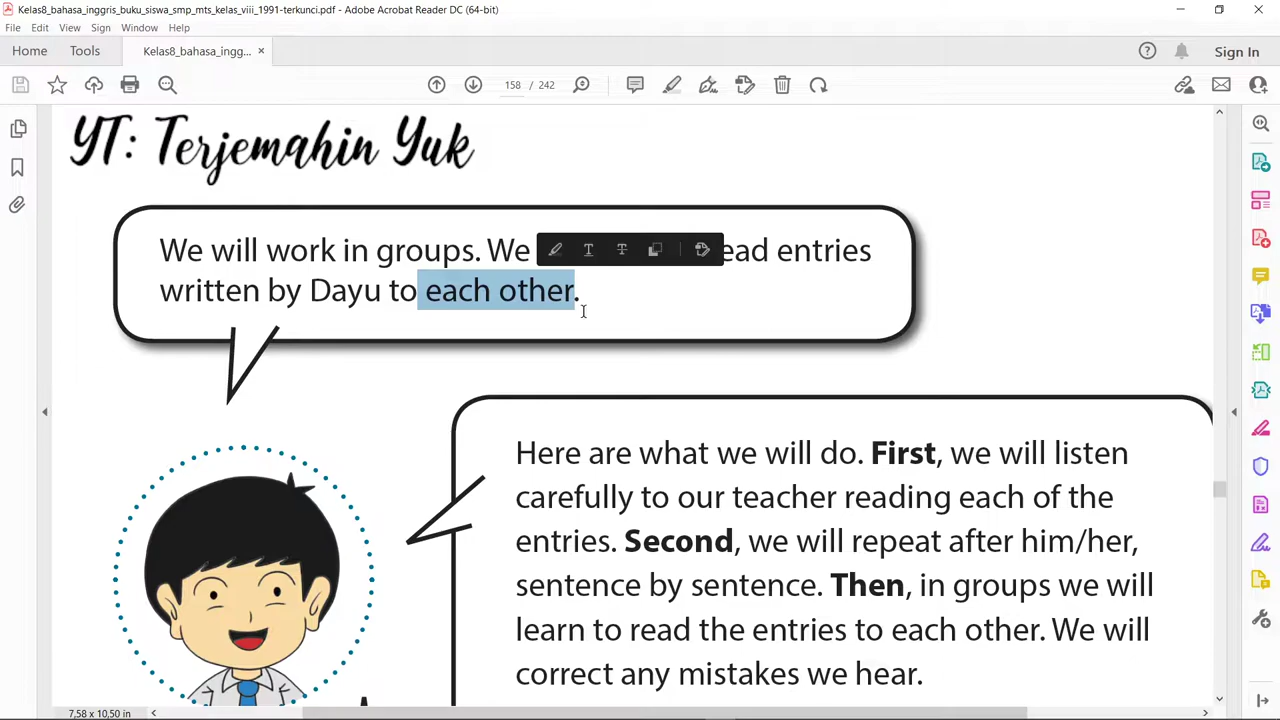 Kelas8_bahasa_inggris_buku_siswa_smp_mts_kelas_viii_1991-terkunci.pdf - Adobe Acrobat Reader DC (64-bit)
File Edit View Sign Window Help
Home Tools Kelas8_bahasa_ingg... × Sign In
158 / 242
YT: Terjemahin Yuk
We will work in groups. We ead entries
written by Dayu to each other.
Here are what we will do. First, we will listen
carefully to our teacher reading each of the
entries. Second, we will repeat after him/her,
sentence by sentence. Then, in groups we will
learn to read the entries to each other. We will
correct any mistakes we hear.
7,58 x 10,50 in